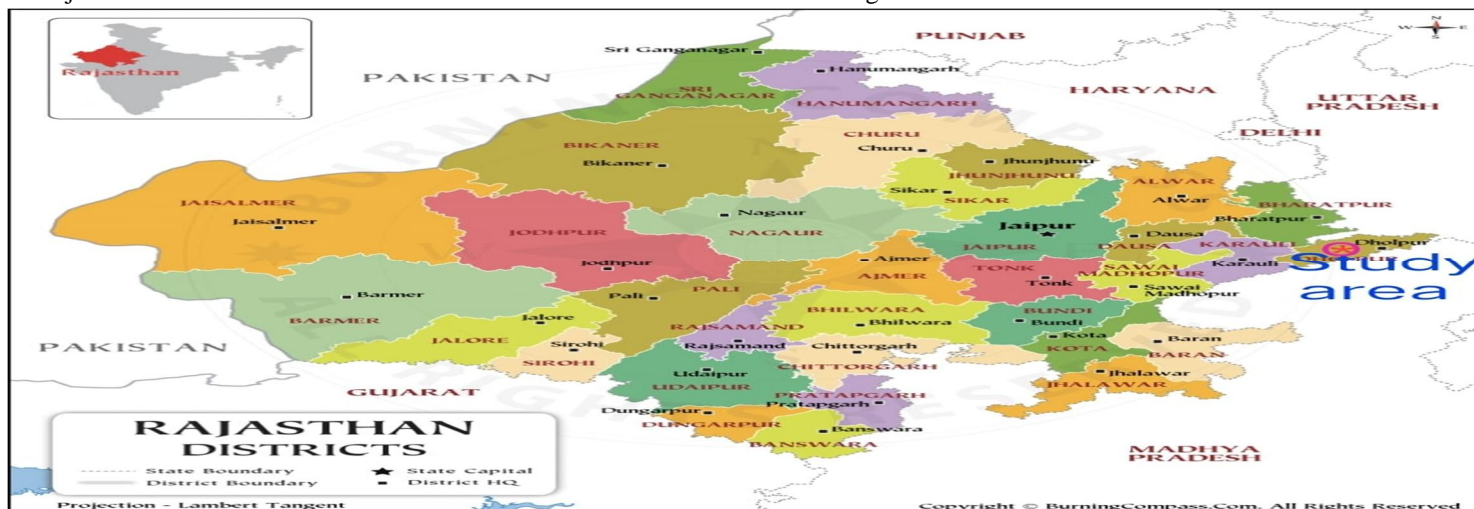 Sri Ganganagar
PUNJAB
N
W
E
S
Rajasthan
PAKISTAN
Hanumangarh
SRI
GANGANAGAR
HANUMANGARH
HARYANA
UTTAR
PRADESH
DELHI
CHURU
Churu
BIKANER
Bikaner
Jhunjhunu
JHUNJHUNU
Sikar
SIKAR
ALWAR
Alwar
BHARATPUR
Bharatpur
JAISALMER
Jaisalmer
JODHPUR
Jodhpur
Nagaur
NAGAUR
Jaipur
JAIPUR
Dausa
DAUSA
KARAULI
Karauli
Dholpur
Study
area
Ajmer
AJMER
TONK
Tonk
SAWAI
MADHOPUR
Sawai
Madhopur
Barmer
BARMER
Pali
PALI
Jalore
JALORE
Sirohi
SIROHI
RAJSAMAND
Rajsamand
BHILWARA
Bhilwara
BUNDI
Bundi
Kota
KOTA
Baran
BARAN
Chittorgarh
CHITTORGARH
Jhalawar
JHALAWAR
PAKISTAN
GUJARAT
Udaipur
UDAIPUR
PRATAPGARH
Pratapgarh
Dungarpur
DUNGARPUR
Banswara
BANSWARA
MADHYA
PRADESH
RAJASTHAN
DISTRICTS
State Boundary
State Capital
District Boundary
District HQ
Projection - Lambert Tangent
Copyright © BurningCompass.Com. All Rights Reserved